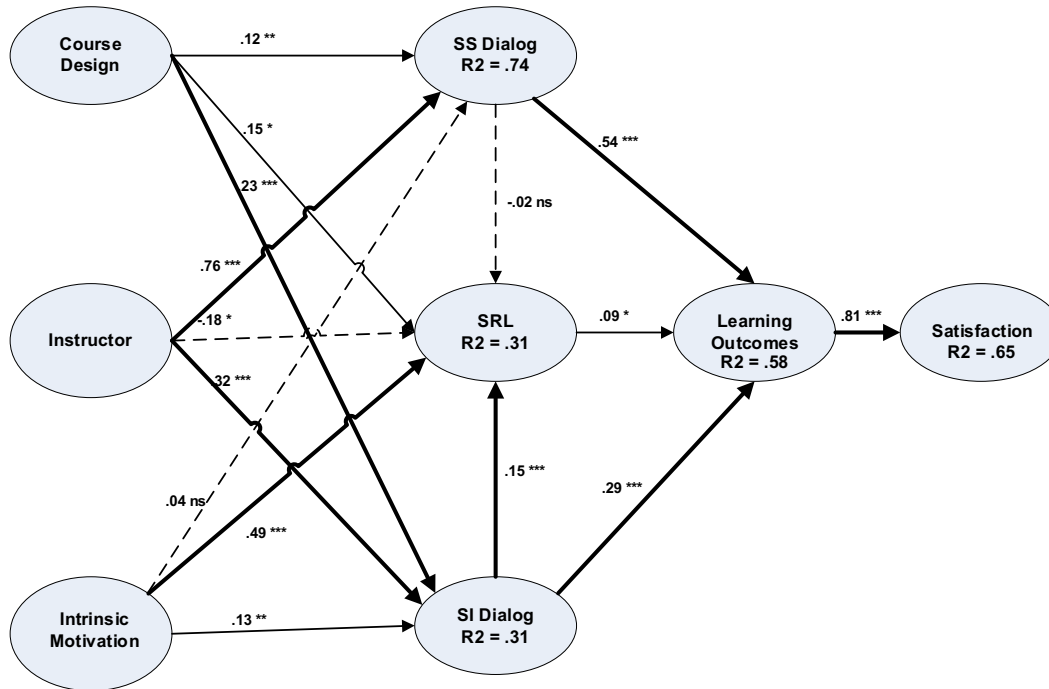 Course
Design
.12 **
SS Dialog
R2 = .74
.15 *
.23 ***
.54 ***
-.02 ns
.76 ***
Instructor
-.18 *
SRL
R2 = .31
.09 *
Learning
Outcomes
R2 = .58
.81 ***
Satisfaction
R2 = .65
.32 ***
.04 ns
.49 ***
.15 ***
.29 ***
Intrinsic
Motivation
.13 **
SI Dialog
R2 = .31